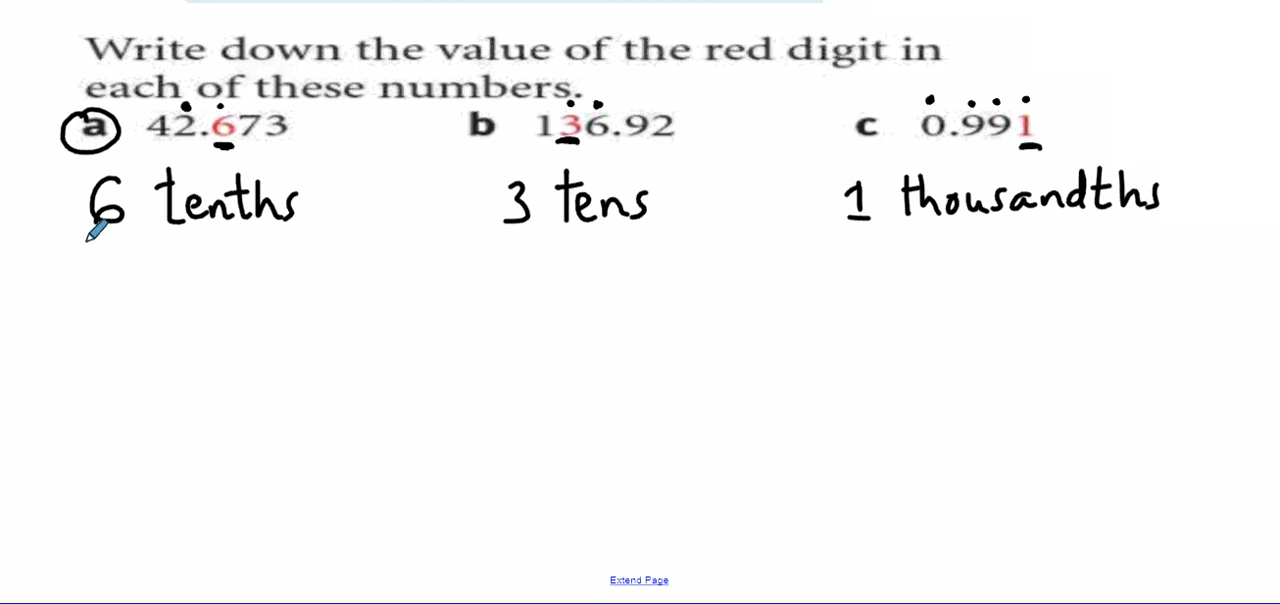 Write down the value of the red digit in
each of these numbers.
a 42.673 b 136.92 c 0.991
6 tenths 3 tens 1 thousandths
Extend Page